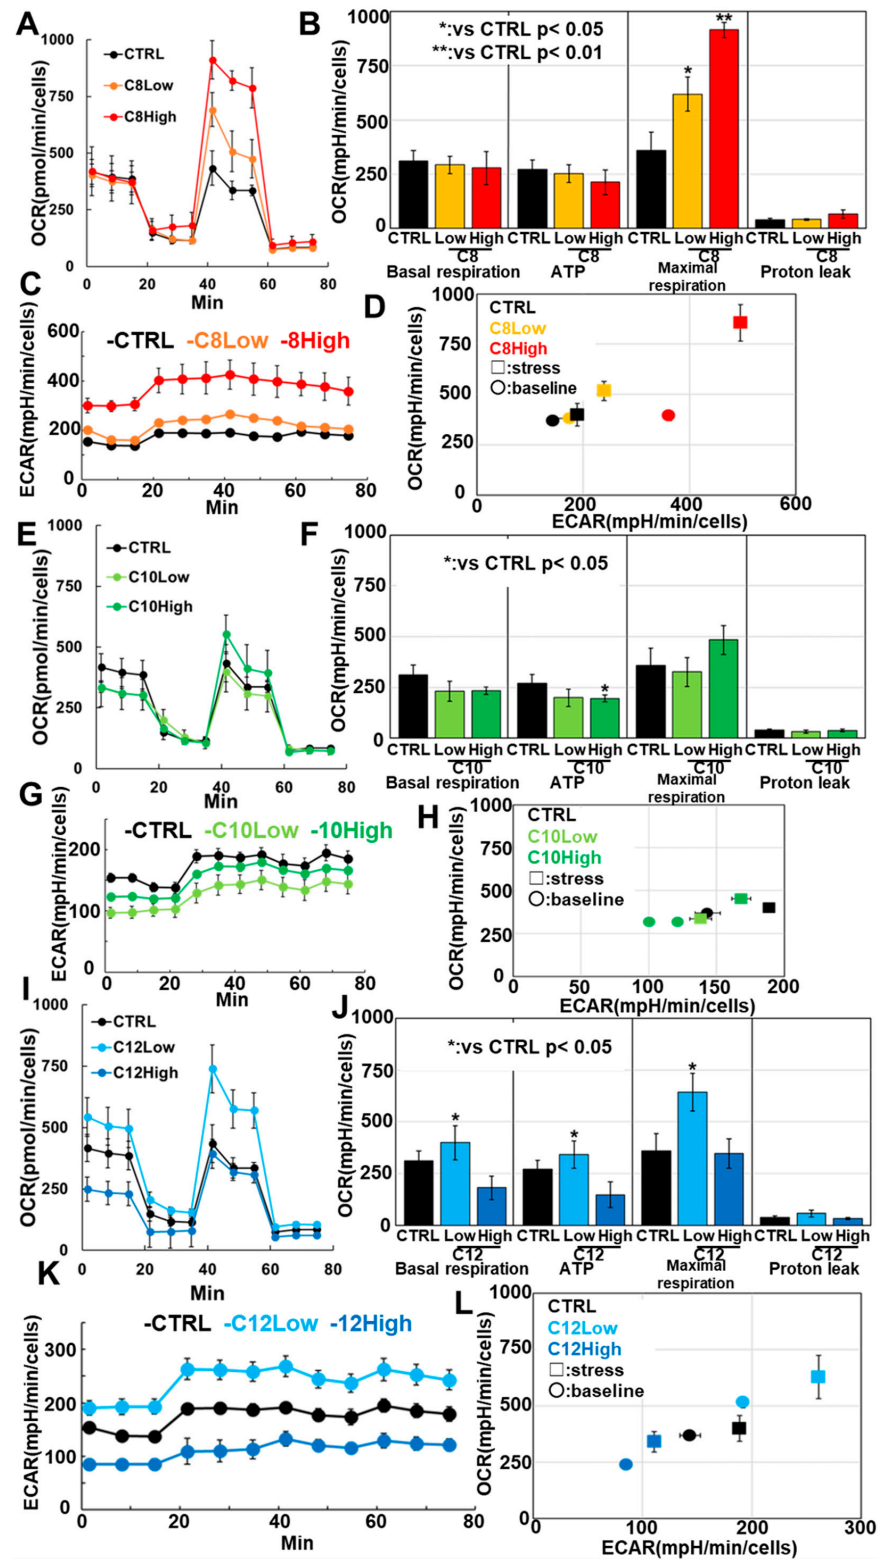 A
1000
750
500
250
0
OCR(pmol/min/min/cells)
CTRL
C8Low
C8High
0 20 40 60 80
Min
B
1000
750
500
250
0
OCR(mpH/min/cells)
*:vs CTRL p< 0.05
**:vs CTRL p< 0.01
*
**
CTRL Low High CTRL Low High CTRL Low High CTRL Low High
C8 C8 C8 C8
Basal respiration ATP Maximal respiration Proton leak
C
600
400
200
0
ECAR(mpH/min/cells)
-CTRL -C8Low -8High
0 20 40 60 80
Min
D
1000
750
500
250
0
OCR(mpH/min/cells)
CTRL
C8Low
C8High
□:stress
○:baseline
0 200 400 600
ECAR(mpH/min/cells)
E
1000
750
500
250
0
OCR(pmol/min/cells)
CTRL
C10Low
C10High
0 20 40 60 80
Min
F
1000
750
500
250
0
OCR(mpH/min/cells)
*:vs CTRL p< 0.05
*
CTRL Low High CTRL Low High CTRL Low High CTRL Low High
C10 C10 C10 C10
Basal respiration ATP Maximal respiration Proton leak
G
200
100
0
ECAR(mpH/min/cells)
-CTRL -C10Low -10High
0 20 40 60 80
Min
H
1000
750
500
250
0
OCR(mpH/min/cells)
CTRL
C10Low
C10High
□:stress
○:baseline
0 50 100 150 200
ECAR(mpH/min/cells)
I
1000
750
500
250
0
OCR(pmol/min/cells)
CTRL
C12Low
C12High
0 20 40 60 80
Min
J
1000
750
500
250
0
OCR(mpH/min/cells)
*:vs CTRL p< 0.05
*
*
*
CTRL Low High CTRL Low High CTRL Low High CTRL Low High
C12 C12 C12 C12
Basal respiration ATP Maximal respiration Proton leak
K
300
200
100
0
ECAR(mpH/min/cells)
-CTRL -C12Low -12High
0 20 40 60 80
Min
L
1000
750
500
250
0
OCR(mpH/min/cells)
CTRL
C12Low
C12High
□:stress
○:baseline
0 100 200 300
ECAR(mpH/min/cells)